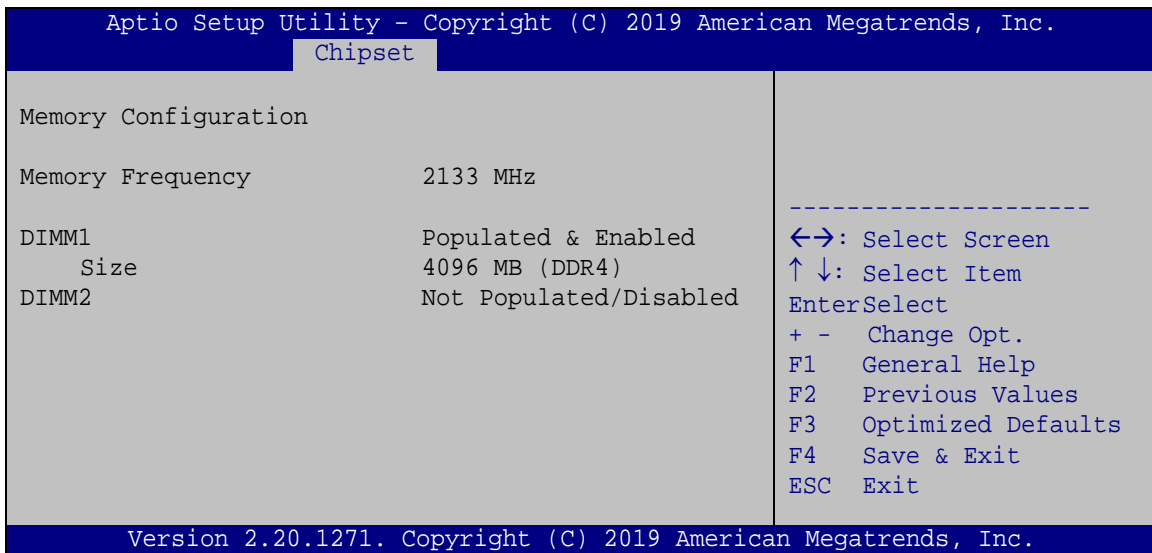 Aptio Setup Utility – Copyright (C) 2019 American Megatrends, Inc.
Chipset
Memory Configuration
Memory Frequency 2133 MHz
DIMM1 Populated & Enabled
Size 4096 MB (DDR4)
DIMM2 Not Populated/Disabled
---------------------
←→: Select Screen
↑ ↓: Select Item
EnterSelect
+ - Change Opt.
F1 General Help
F2 Previous Values
F3 Optimized Defaults
F4 Save & Exit
ESC Exit
Version 2.20.1271. Copyright (C) 2019 American Megatrends, Inc.